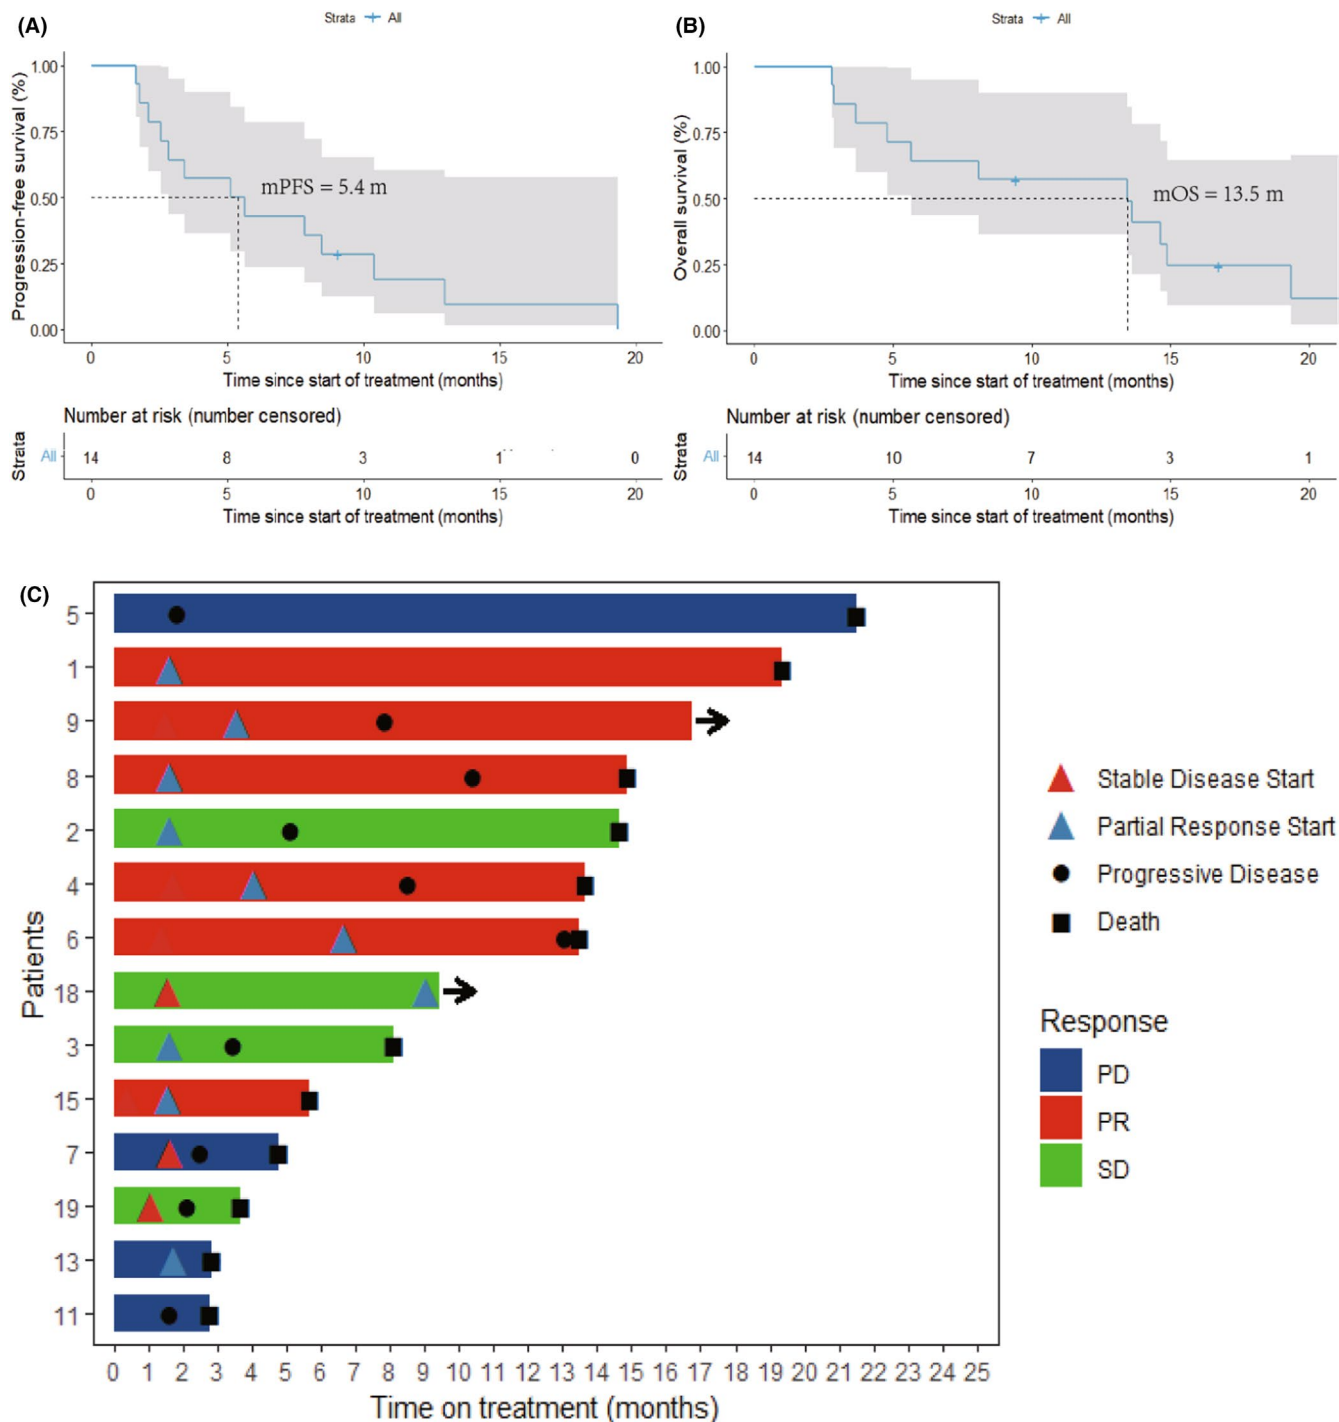 (A)
Strata All
Progression-free survival (%)
1.00
0.75
0.50
0.25
0.00
mPFS = 5.4 m
0 5 10 15 20
Time since start of treatment (months)
Number at risk (number censored)
Strata
All 14 8 3 1 0
0 5 10 15 20
Time since start of treatment (months)
(B)
Strata All
Overall survival (%)
1.00
0.75
0.50
0.25
0.00
mOS = 13.5 m
0 5 10 15 20
Time since start of treatment (months)
Number at risk (number censored)
Strata
All 14 10 7 3 1
0 5 10 15 20
Time since start of treatment (months)
(C)
Patients
5
1
9
8
2
4
6
18
3
15
7
19
13
11
0 1 2 3 4 5 6 7 8 9 10 11 12 13 14 15 16 17 18 19 20 21 22 23 24 25
Time on treatment (months)
Stable Disease Start
Partial Response Start
Progressive Disease
Death
Response
PD
PR
SD